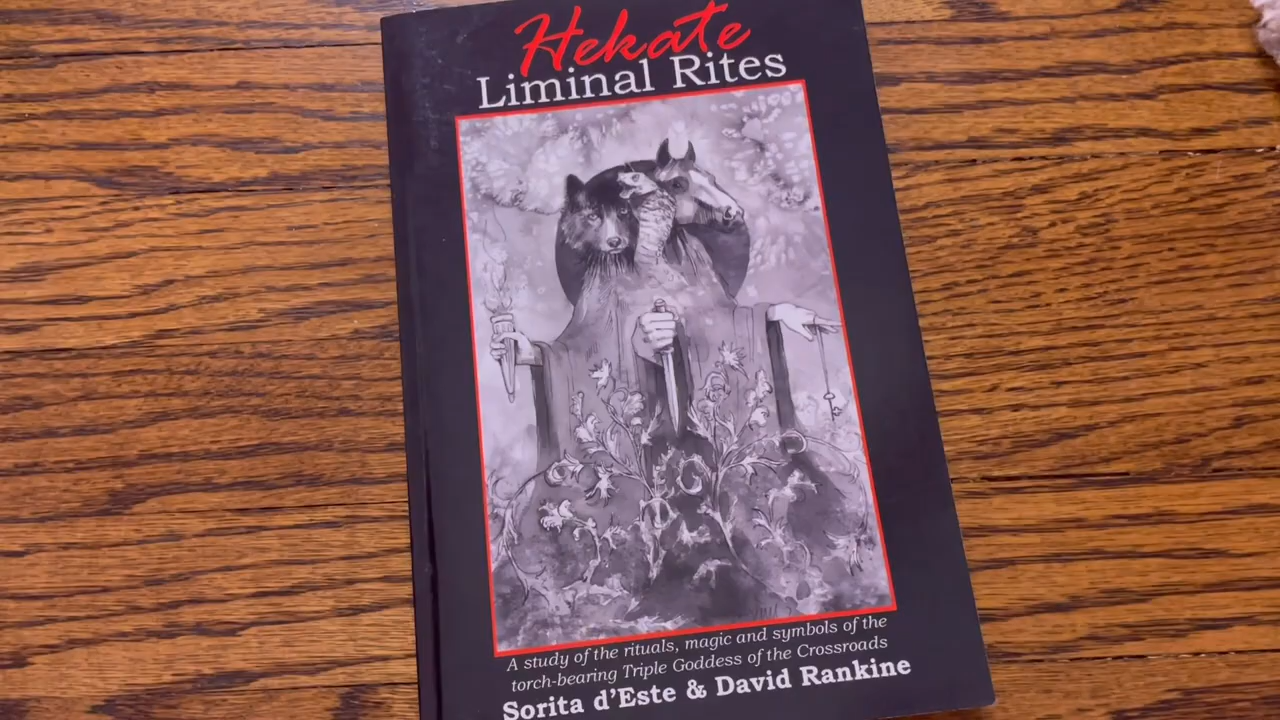 Hekate
Liminal Rites
A study of the rituals, magic and symbols of the
torch-bearing Triple Goddess of the Crossroads
Sorita d'Este & David Rankine